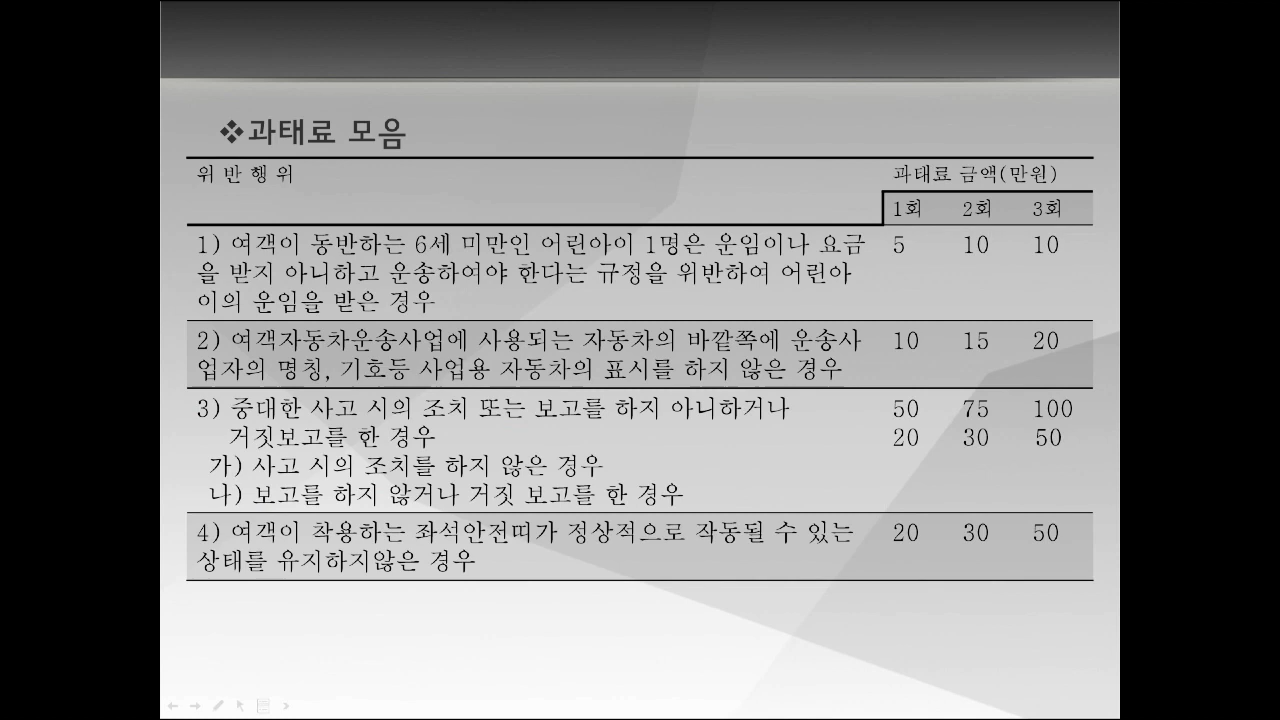 ❖과태료 모음
위 반 행 위 과태료 금액(만원)
1회 2회 3회
1) 여객이 동반하는 6세 미만인 어린아이 1명은 운임이나 요금 5 10 10
을 받지 아니하고 운송하여야 한다는 규정을 위반하여 어린아
이의 운임을 받은 경우
2) 여객자동차운송사업에 사용되는 자동차의 바깥쪽에 운송사 10 15 20
업자의 명칭, 기호등 사업용 자동차의 표시를 하지 않은 경우
3) 중대한 사고 시의 조치 또는 보고를 하지 아니하거나 50 75 100
거짓보고를 한 경우 20 30 50
가) 사고 시의 조치를 하지 않은 경우
나) 보고를 하지 않거나 거짓 보고를 한 경우
4) 여객이 착용하는 좌석안전띠가 정상적으로 작동될 수 있는 20 30 50
상태를 유지하지않은 경우